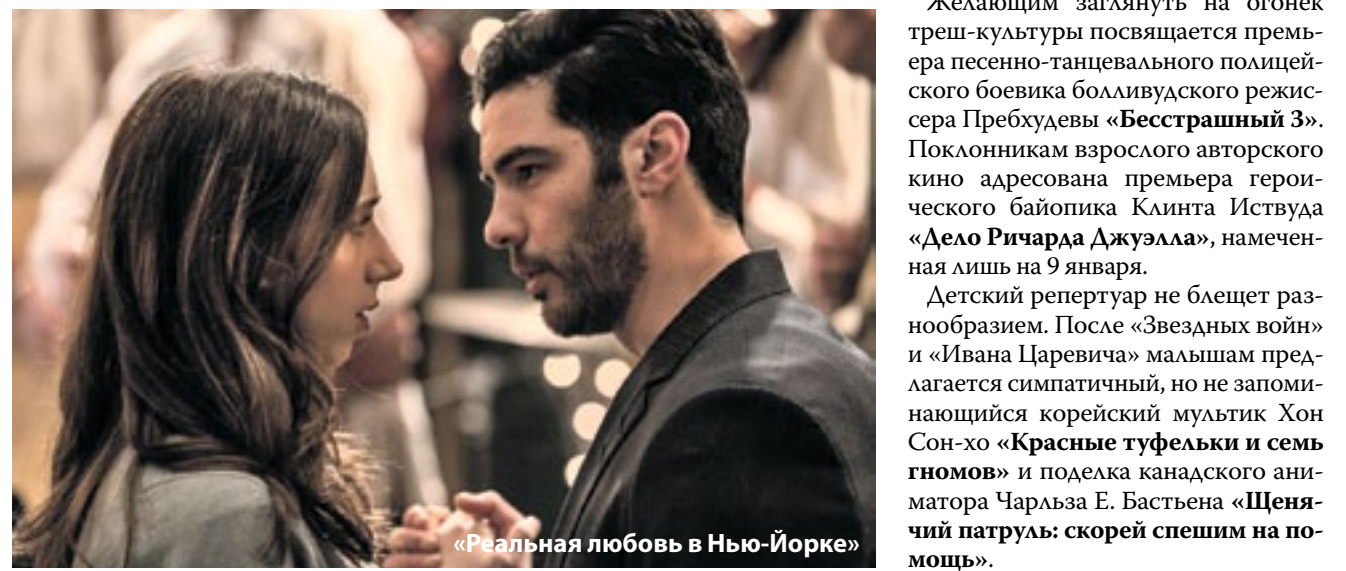 «Реальная любовь в Нью-Йорке»
Желающим заглянуть на огонек
треш-культуры посвящается премь-
ера песенно-танцевального полицей-
ского боевика болливудского режис-
сера Пребхудевы «Бесстрашный 3».
Поклонникам взрослого авторского
кино адресована премьера герои-
ческого байопика Клинта Иствуда
«Дело Ричарда Джуэлла», намечен-
ная лишь на 9 января.
Детский репертуар не блещет раз-
нообразием. После «Звездных войн»
и «Ивана Царевича» малышам пред-
лагается симпатичный, но не запоми-
нающийся корейский мультик Хон
Сон-хо «Красные туфельки и семь
гномов» и поделка канадского ани-
матора Чарльза Е. Бастьена «Щеня-
чий патруль: скорей спешим на по-
мощь».